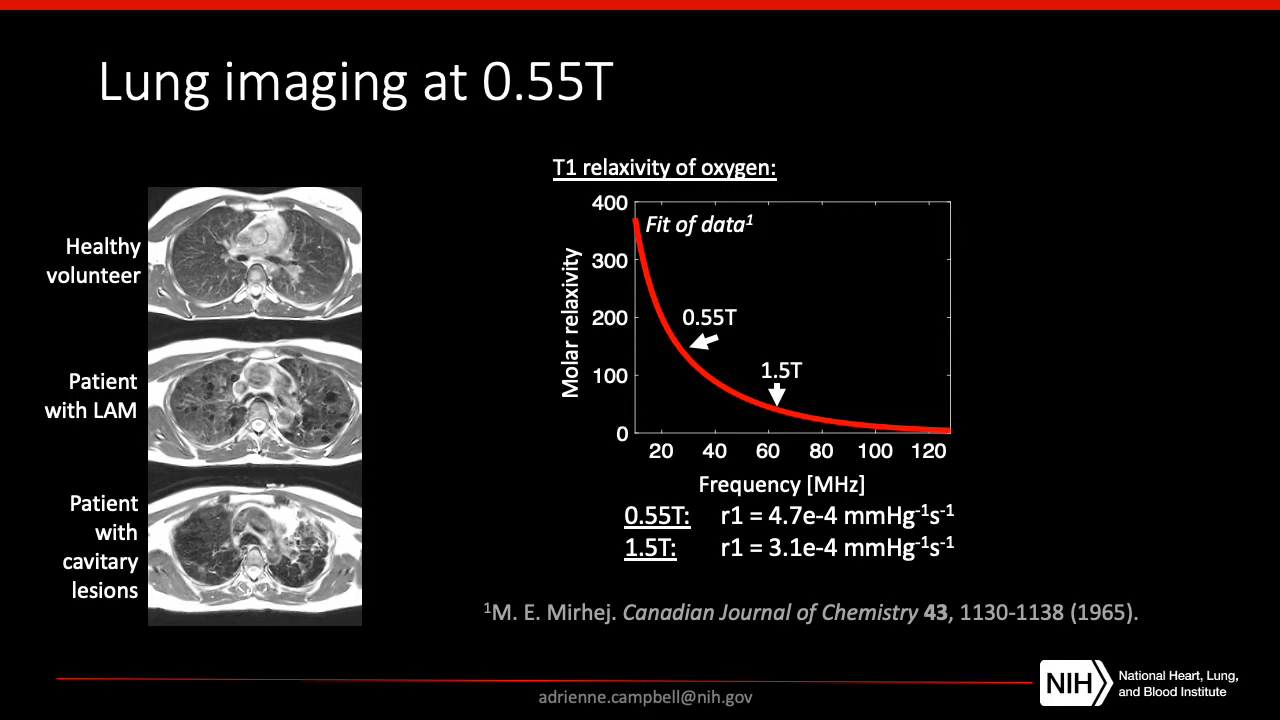 Lung imaging at 0.55T
Healthy
volunteer
Patient
with LAM
Patient
with
cavitary
lesions
T1 relaxivity of oxygen:
Fit of data¹
Molar relaxivity
400
300
200
100
0
0.55T
1.5T
20 40 60 80 100 120
Frequency [MHz]
0.55T: r1 = 4.7e-4 mmHg⁻¹s⁻¹
1.5T: r1 = 3.1e-4 mmHg⁻¹s⁻¹
¹M. E. Mirhej. Canadian Journal of Chemistry 43, 1130-1138 (1965).
adrienne.campbell@nih.gov
NIH
National Heart, Lung,
and Blood Institute